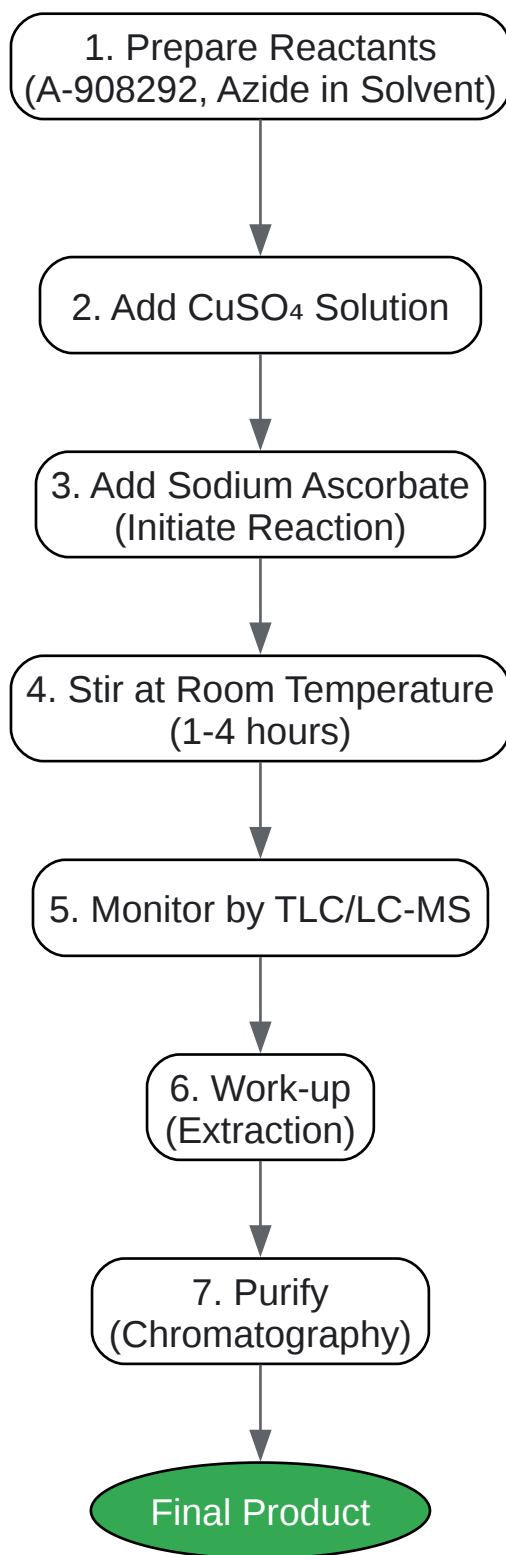 1. Prepare Reactants
(A-908292, Azide in Solvent)
2. Add CuSO₄ Solution
3. Add Sodium Ascorbate
(Initiate Reaction)
4. Stir at Room Temperature
(1-4 hours)
5. Monitor by TLC/LC-MS
6. Work-up
(Extraction)
7. Purify
(Chromatography)
Final Product